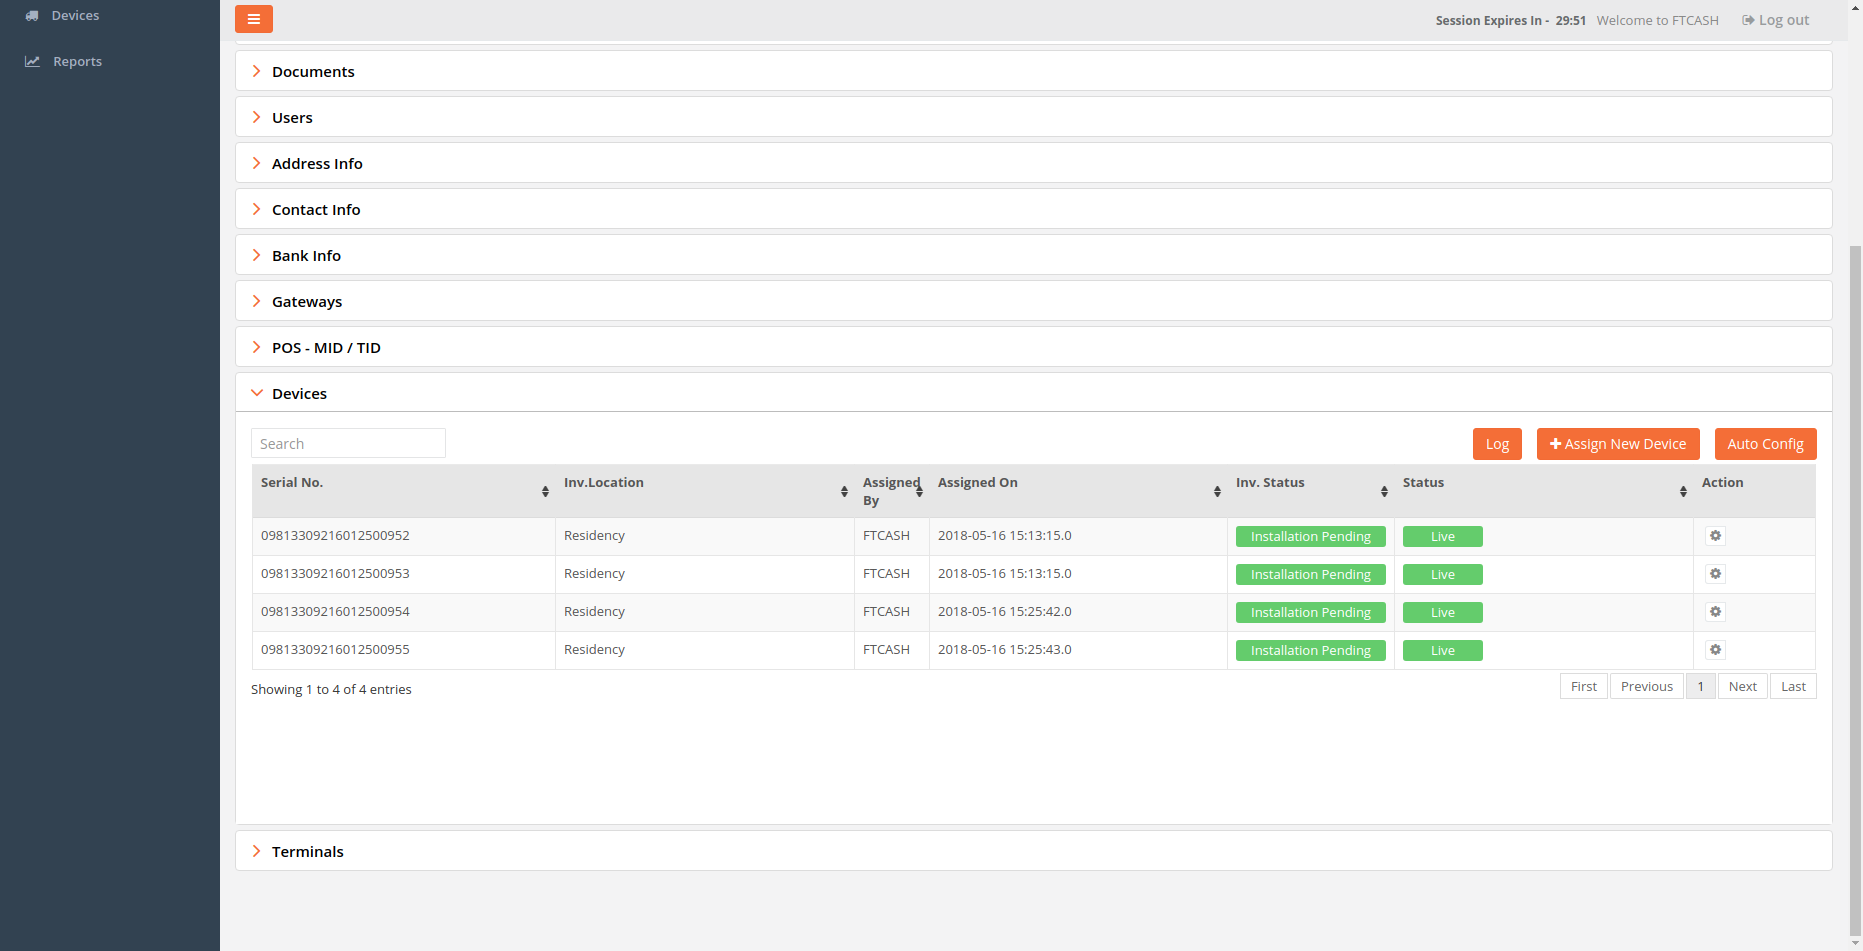 Devices
Reports
Session Expires In - 29:51 Welcome to FTCASH Log out
Documents
Users
Address Info
Contact Info
Bank Info
Gateways
POS - MID / TID
Devices
Search Log Assign New Device Auto Config
Serial No. Inv.Location Assigned By Assigned On Inv. Status Status Action
09813309216012500952 Residency FTCASH 2018-05-16 15:13:15.0 Installation Pending Live
09813309216012500953 Residency FTCASH 2018-05-16 15:13:15.0 Installation Pending Live
09813309216012500954 Residency FTCASH 2018-05-16 15:25:42.0 Installation Pending Live
09813309216012500955 Residency FTCASH 2018-05-16 15:25:43.0 Installation Pending Live
Showing 1 to 4 of 4 entries First Previous 1 Next Last
Terminals